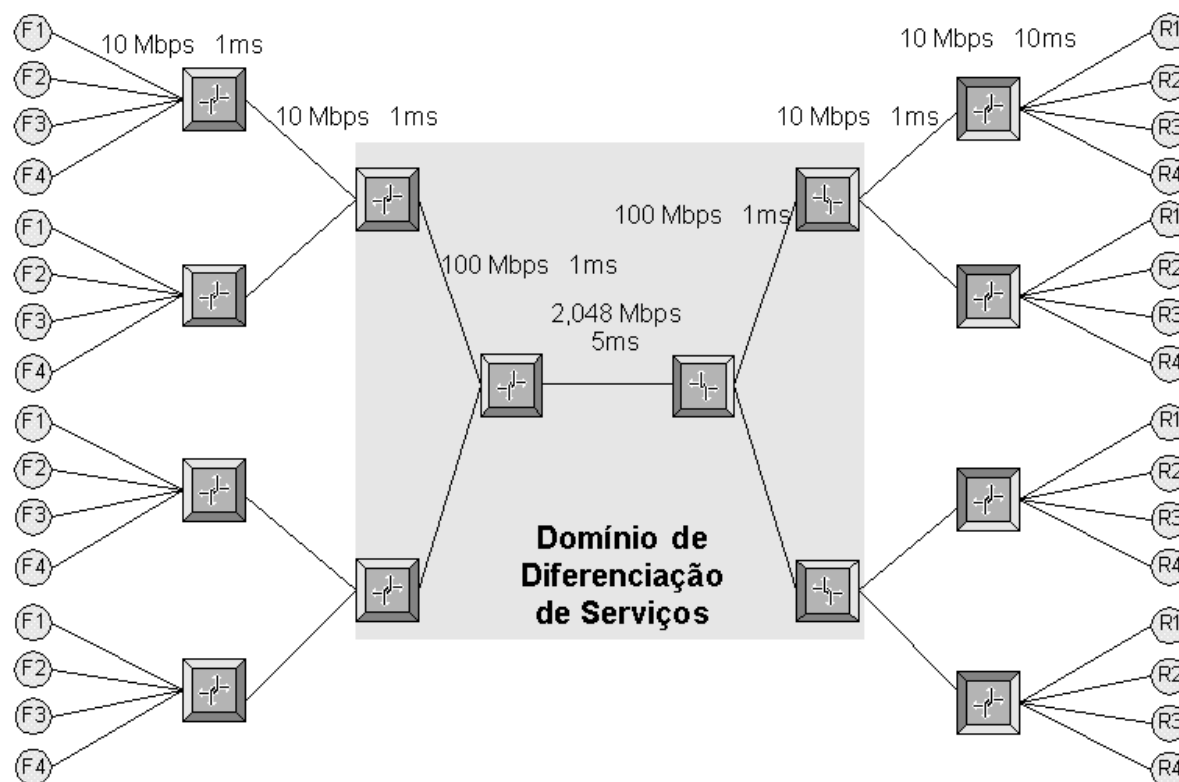 F1
F2
F3
F4
F1
F2
F3
F4
F1
F2
F3
F4
F1
F2
F3
F4
10 Mbps 1ms
10 Mbps 1ms
100 Mbps 1ms
2,048 Mbps
5ms
100 Mbps 1ms
10 Mbps 1ms
10 Mbps 10ms
Domínio de
Diferenciação
de Serviços
R1
R2
R3
R4
R1
R2
R3
R4
R1
R2
R3
R4
R1
R2
R3
R4